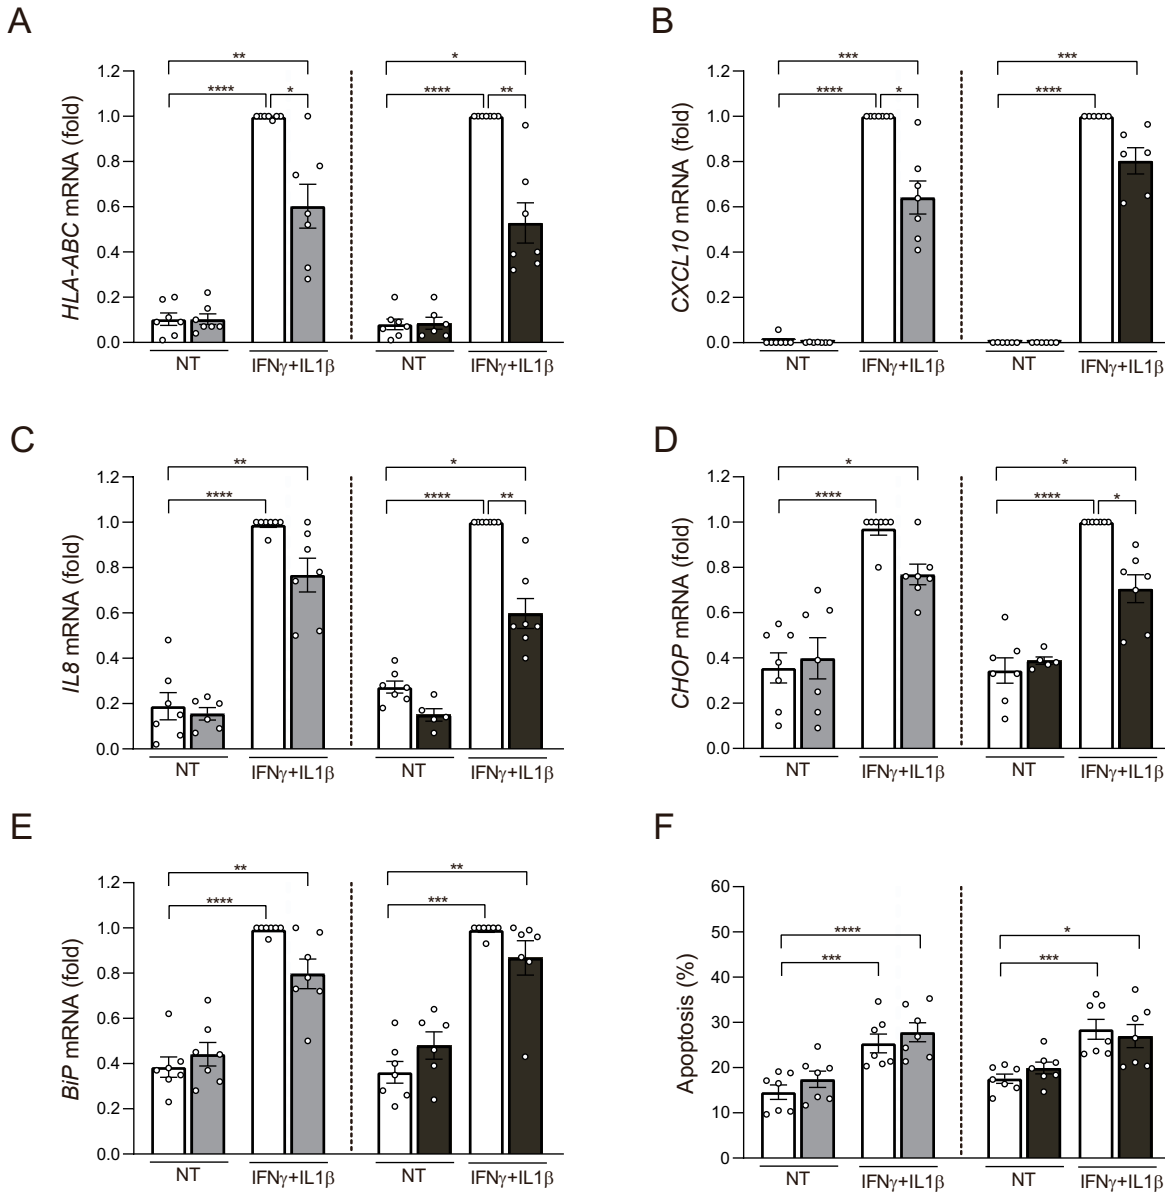 A
HLA-ABC mRNA (fold)
1.2
1.0
0.8
0.6
0.4
0.2
0.0
**
****
*
*
****
**
NT
IFNγ+IL1β
NT
IFNγ+IL1β
B
CXCL10 mRNA (fold)
1.2
1.0
0.8
0.6
0.4
0.2
0.0
***
****
*
***
****
NT
IFNγ+IL1β
NT
IFNγ+IL1β
C
IL8 mRNA (fold)
1.2
1.0
0.8
0.6
0.4
0.2
0.0
**
****
*
****
**
NT
IFNγ+IL1β
NT
IFNγ+IL1β
D
CHOP mRNA (fold)
1.2
1.0
0.8
0.6
0.4
0.2
0.0
*
****
*
****
*
NT
IFNγ+IL1β
NT
IFNγ+IL1β
E
BiP mRNA (fold)
1.2
1.0
0.8
0.6
0.4
0.2
0.0
**
****
**
***
NT
IFNγ+IL1β
NT
IFNγ+IL1β
F
Apoptosis (%)
60
50
40
30
20
10
0
****
***
*
***
NT
IFNγ+IL1β
NT
IFNγ+IL1β